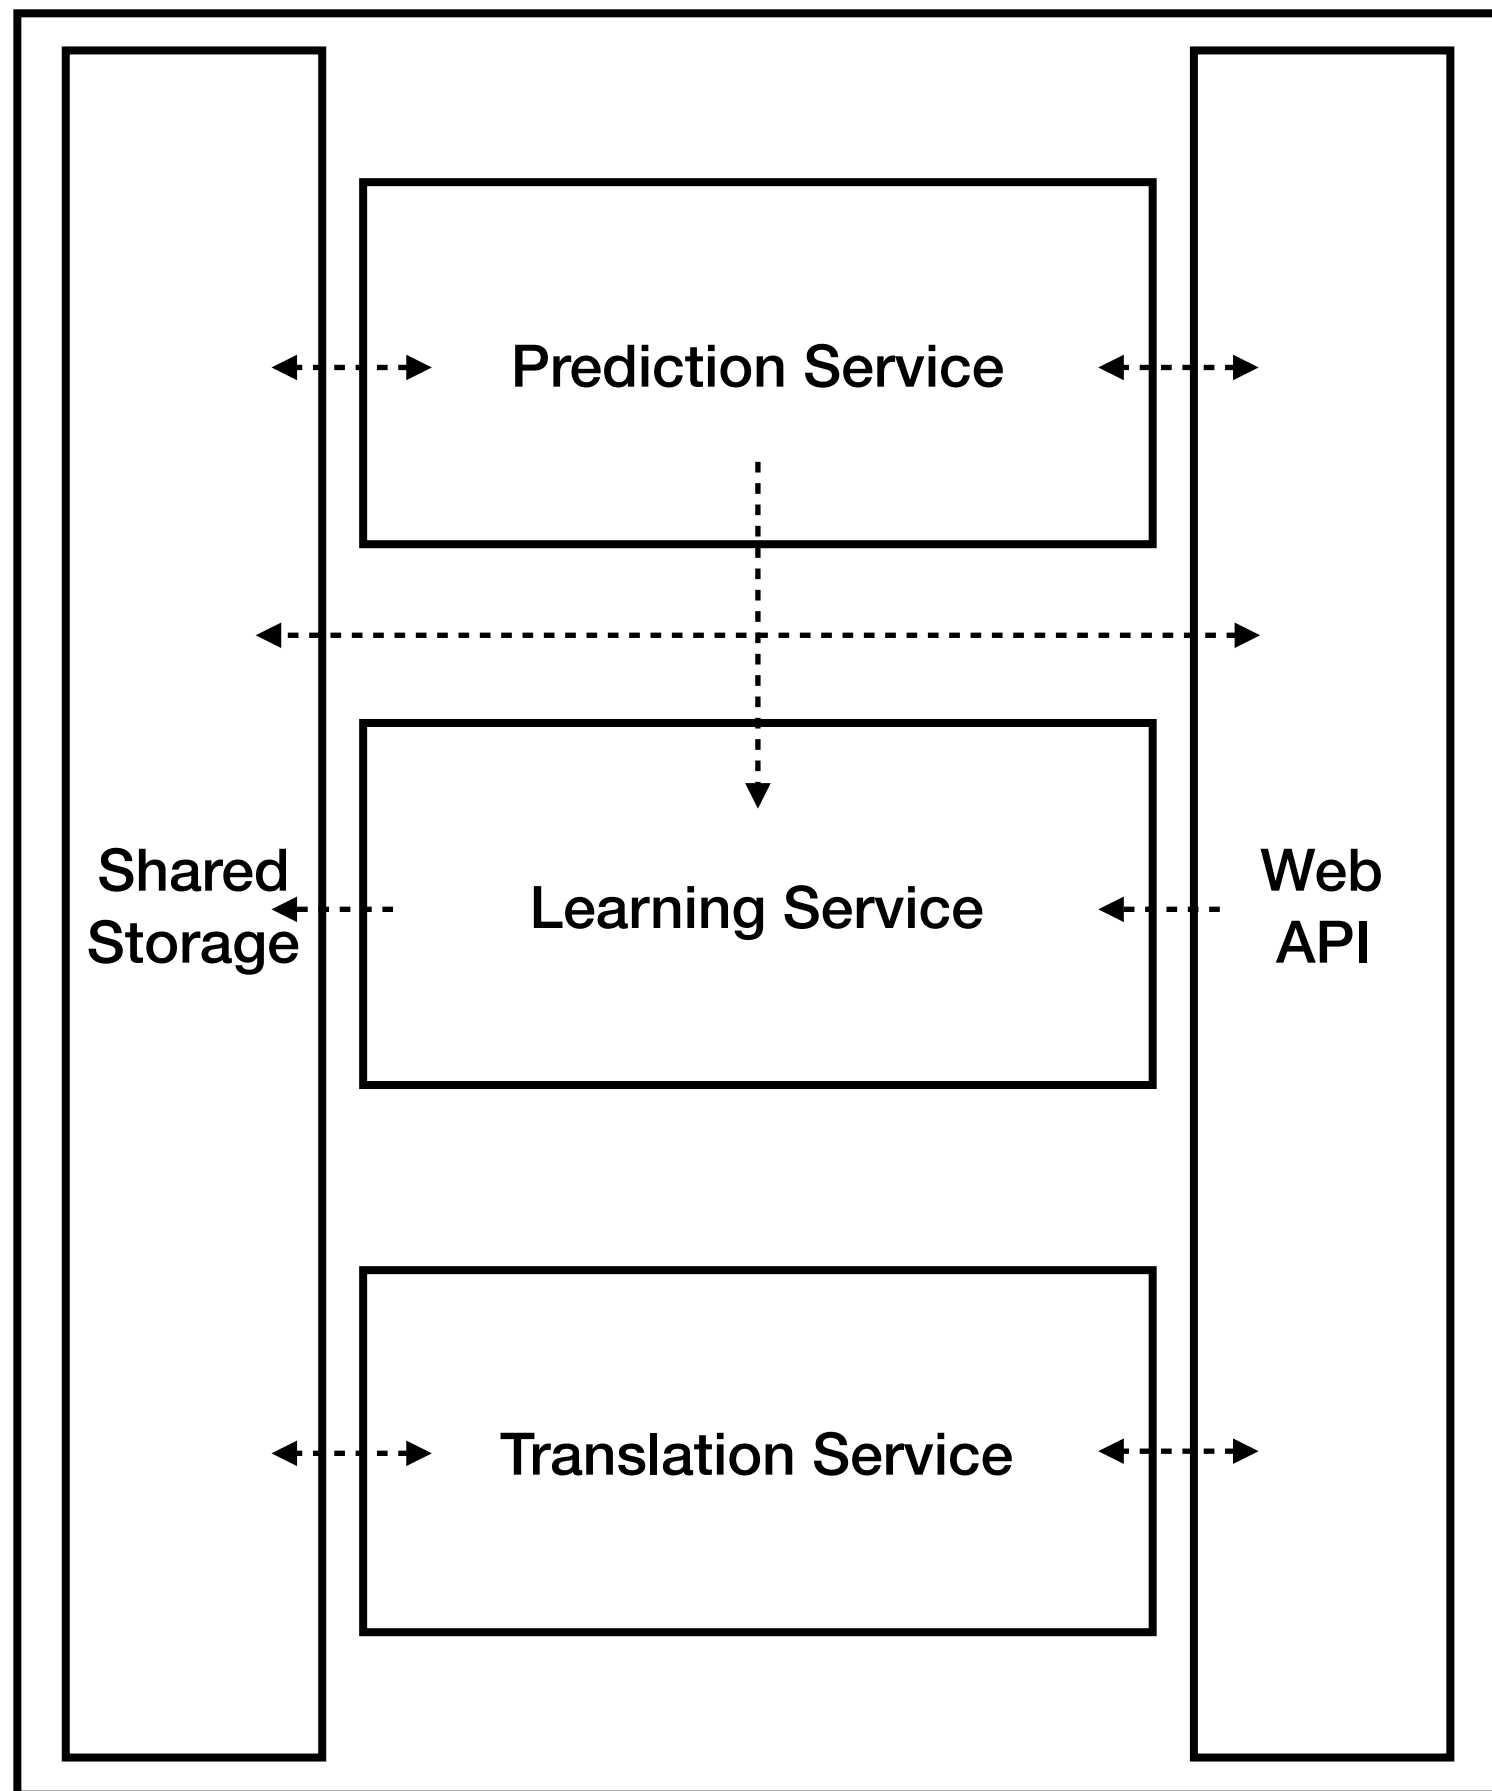 Prediction Service
Shared
Storage
Learning Service
Web
API
Translation Service